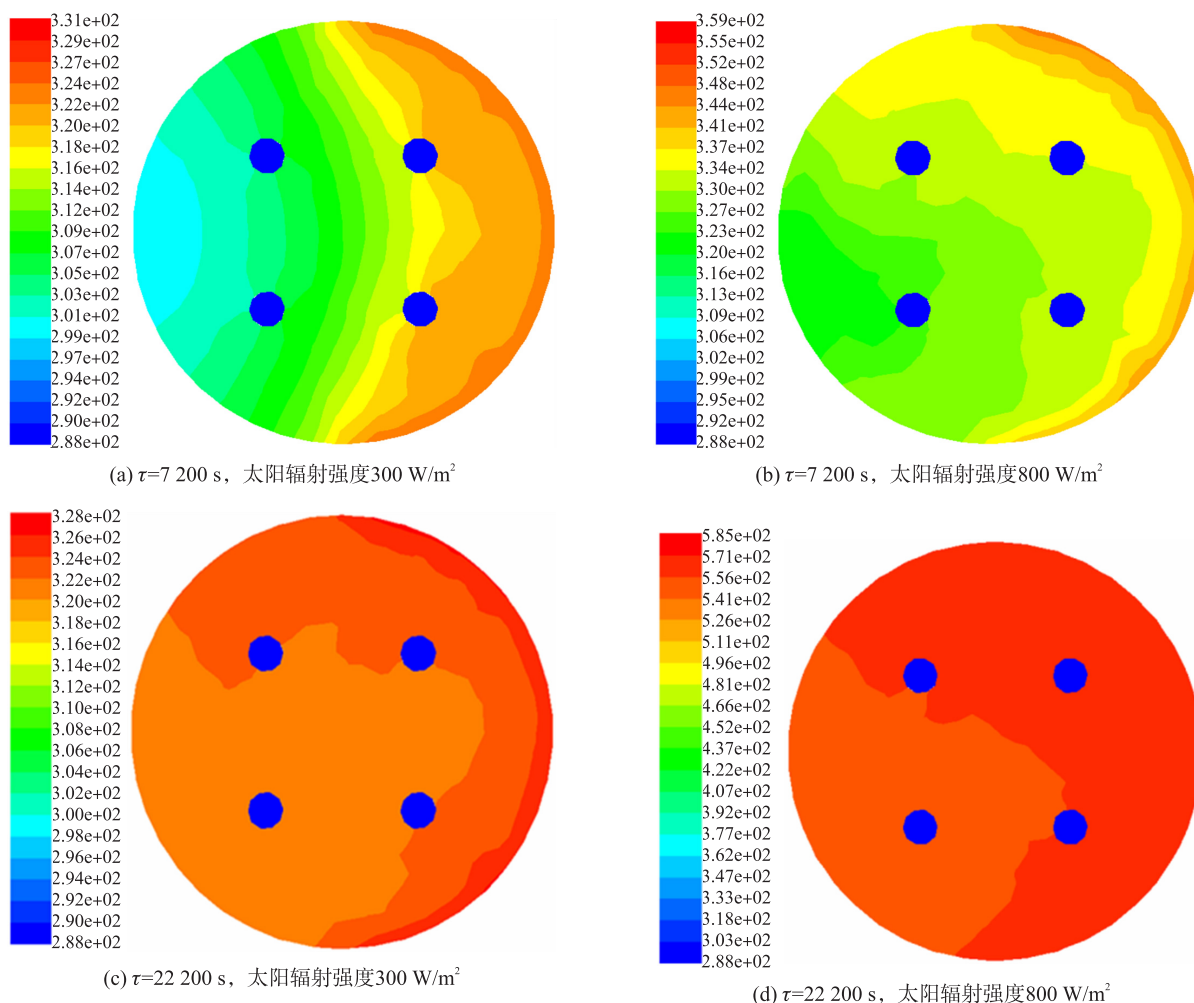 3.31e+02
3.29e+02
3.27e+02
3.24e+02
3.22e+02
3.20e+02
3.18e+02
3.16e+02
3.14e+02
3.12e+02
3.09e+02
3.07e+02
3.05e+02
3.03e+02
3.01e+02
2.99e+02
2.97e+02
2.94e+02
2.92e+02
2.90e+02
2.88e+02
(a) τ=7 200 s，太阳辐射强度300 W/m²
3.59e+02
3.55e+02
3.52e+02
3.48e+02
3.44e+02
3.41e+02
3.37e+02
3.30e+02
3.27e+02
3.23e+02
3.20e+02
3.16e+02
3.13e+02
3.09e+02
3.06e+02
3.02e+02
2.99e+02
2.95e+02
2.92e+02
2.88e+02
(b) τ=7 200 s，太阳辐射强度800 W/m²
3.28e+02
3.26e+02
3.24e+02
3.22e+02
3.20e+02
3.18e+02
3.16e+02
3.14e+02
3.12e+02
3.10e+02
3.08e+02
3.06e+02
3.04e+02
3.02e+02
3.00e+02
2.98e+02
2.96e+02
2.94e+02
2.92e+02
2.90e+02
2.88e+02
(c) τ=22 200 s，太阳辐射强度300 W/m²
5.85e+02
5.71e+02
5.56e+02
5.41e+02
5.26e+02
5.11e+02
4.96e+02
4.81e+02
4.66e+02
4.52e+02
4.37e+02
4.22e+02
4.07e+02
3.92e+02
3.77e+02
3.62e+02
3.47e+02
3.33e+02
3.18e+02
3.03e+02
2.88e+02
(d) τ=22 200 s，太阳辐射强度800 W/m²